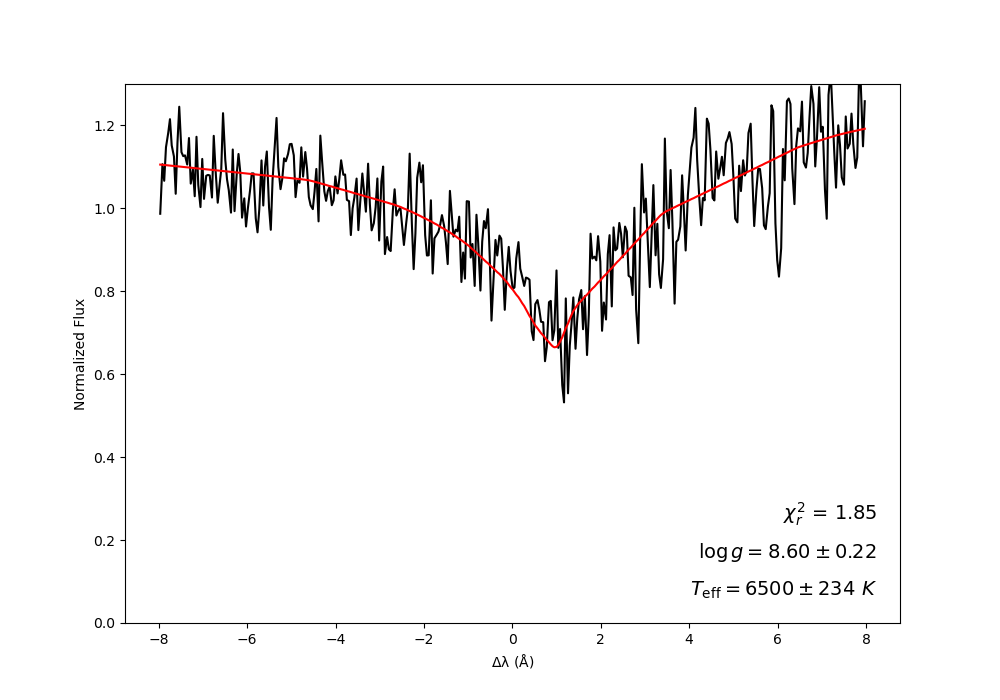 1.2
1.0
0.8
0.6
0.4
0.2
0.0
Normalized Flux
χ²ᵣ = 1.85
log g = 8.60 ± 0.22
T_eff = 6500 ± 234 K
−8 −6 −4 −2 0 2 4 6 8
Δλ (Å)